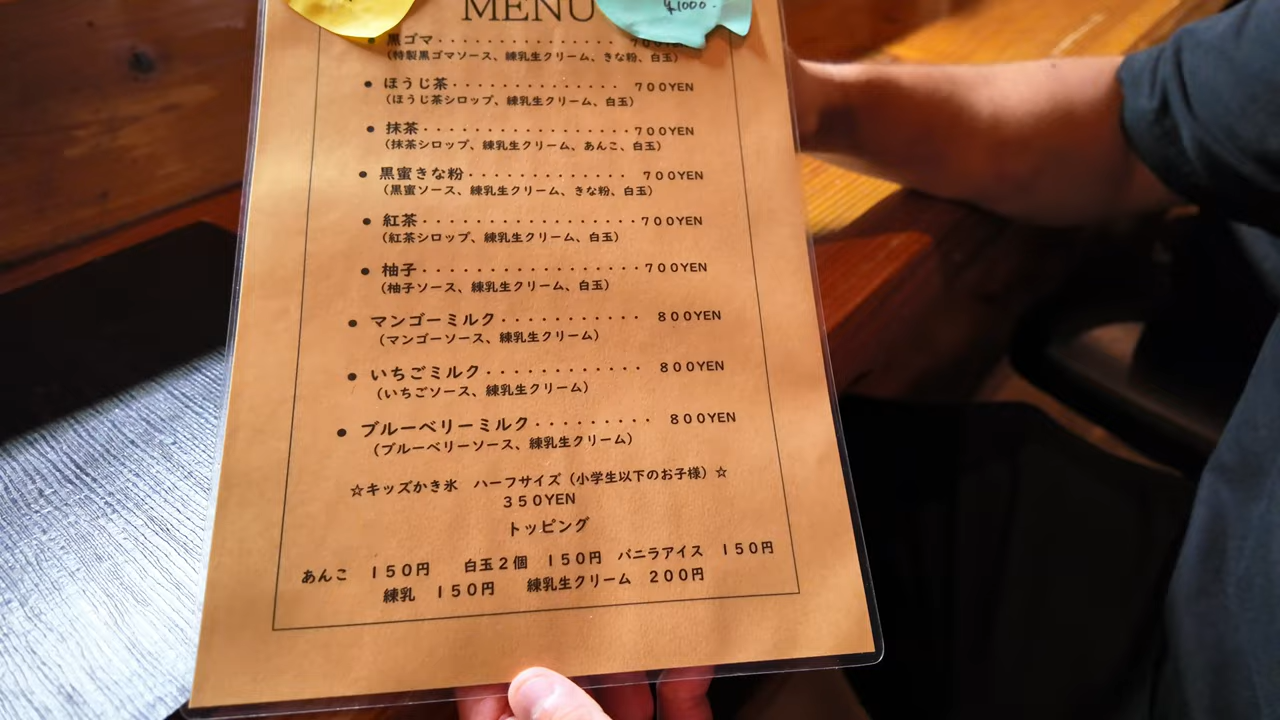 MENU
¥1000-
● 黒ゴマ・・・・・・・・・・・・・・・ 700YEN
（特製黒ゴマソース、練乳生クリーム、きな粉、白玉）
● ほうじ茶・・・・・・・・・・・・・ 700YEN
（ほうじ茶シロップ、練乳生クリーム、白玉）
● 抹茶・・・・・・・・・・・・・・・・700YEN
（抹茶シロップ、練乳生クリーム、あんこ、白玉）
● 黒蜜きな粉・・・・・・・・・・・・ 700YEN
（黒蜜ソース、練乳生クリーム、きな粉、白玉）
● 紅茶・・・・・・・・・・・・・・・・・700YEN
（紅茶シロップ、練乳生クリーム、白玉）
● 柚子・・・・・・・・・・・・・・・・・700YEN
（柚子ソース、練乳生クリーム、白玉）
● マンゴーミルク・・・・・・・・・・・ 800YEN
（マンゴーソース、練乳生クリーム）
● いちごミルク・・・・・・・・・・・・ 800YEN
（いちごソース、練乳生クリーム）
● ブルーベリーミルク・・・・・・・・・ 800YEN
（ブルーベリーソース、練乳生クリーム）
☆キッズかき氷　ハーフサイズ（小学生以下のお子様）☆
350YEN
トッピング
あんこ　150円　　白玉2個　150円　バニラアイス　150円
練乳　150円　　練乳生クリーム　200円